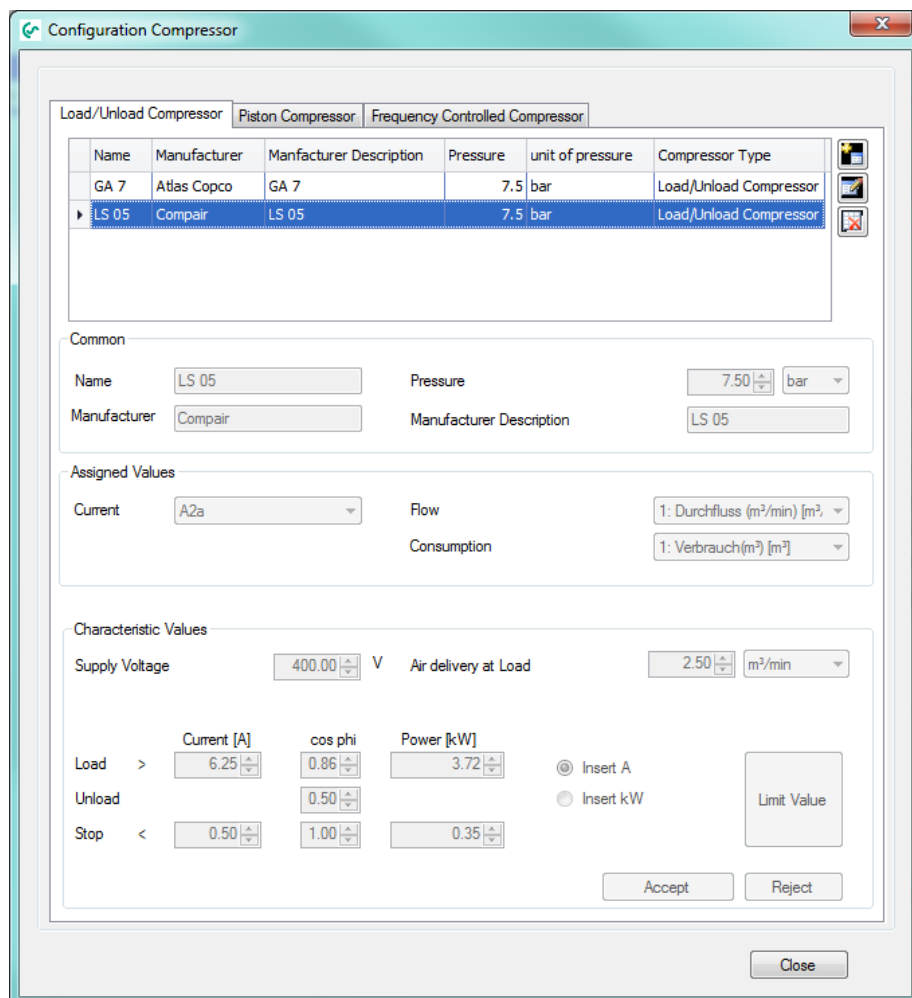 Configuration Compressor
Load/Unload Compressor Piston Compressor Frequency Controlled Compressor
Name Manufacturer Manfacturer Description Pressure unit of pressure Compressor Type
GA 7 Atlas Copco GA 7 7.5 bar Load/Unload Compressor
LS 05 Compair LS 05 7.5 bar Load/Unload Compressor
Common
Name LS 05 Pressure 7.50 bar
Manufacturer Compair Manufacturer Description LS 05
Assigned Values
Current A2a Flow 1: Durchfluss (m³/min) [m³/
Consumption 1: Verbrauch(m³) [m³]
Characteristic Values
Supply Voltage 400.00 V Air delivery at Load 2.50 m³/min
Current [A] cos phi Power [kW]
Load > 6.25 0.86 3.72 Insert A
Unload 0.50 Insert kW Limit Value
Stop < 0.50 1.00 0.35
Accept Reject
Close